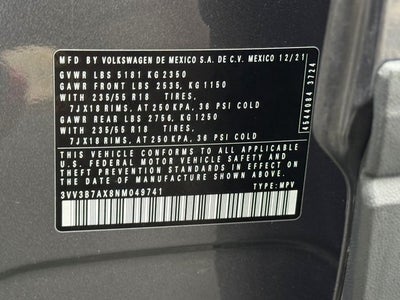 MFD BY VOLKSWAGEN DE MEXICO S.A. DE C.V. MEXICO 12/21
GVWR LBS 5181 KG 2350
GAWR FRONT LBS 2535, KG 1150
WITH 235/55 R18 TIRES,
7JX18 RIMS, AT 250 KPA, 36 PSI COLD
GAWR REAR LBS 2756, KG 1250
WITH 235/55 R18 TIRES,
7JX18 RIMS, AT 250 KPA, 36 PSI COLD
THIS VEHICLE CONFORMS TO ALL APPLICABLE
U.S. FEDERAL MOTOR VEHICLE SAFETY AND
THEFT PREVENTION STANDARDS IN EFFECT
ON THE DATE OF MANUFACTURE SHOWN ABOVE.
3VV3B7AX8NM049741 TYPE: MPV
4544084 3724